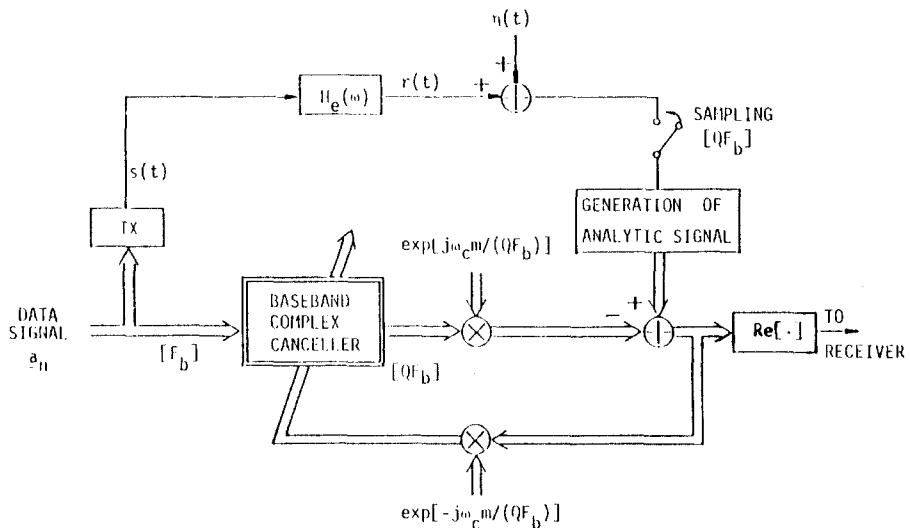 η(t)
+
+
H_e(ω)
r(t)
SAMPLING
[QF_b]
s(t)
TX
GENERATION OF
ANALYTIC SIGNAL
exp[jω_c m/(QF_b)]
DATA
SIGNAL
a_n
[F_b]
BASEBAND
COMPLEX
CANCELLER
[QF_b]
×
−
+
Re[·]
TO
RECEIVER
×
exp[-jω_c m/(QF_b)]